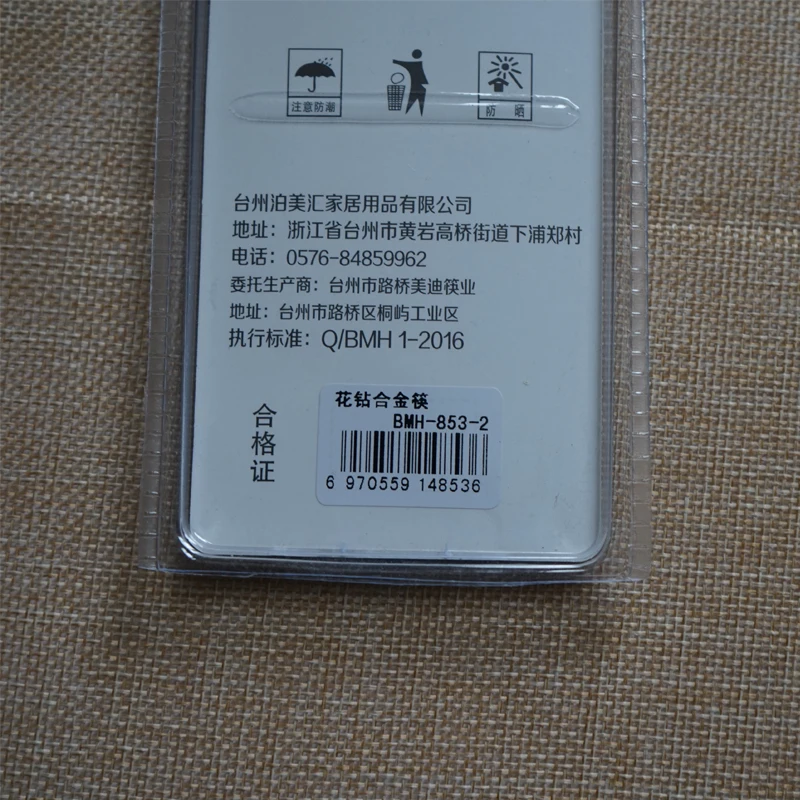 注意防潮
防 晒
台州泊美汇家居用品有限公司
地址：浙江省台州市黄岩高桥街道下浦郑村
电话：0576-84859962
委托生产商：台州市路桥美迪筷业
地址：台州市路桥区桐屿工业区
执行标准：Q/BMH 1-2016
合格证
花钻合金筷
BMH-853-2
6 970559 148536